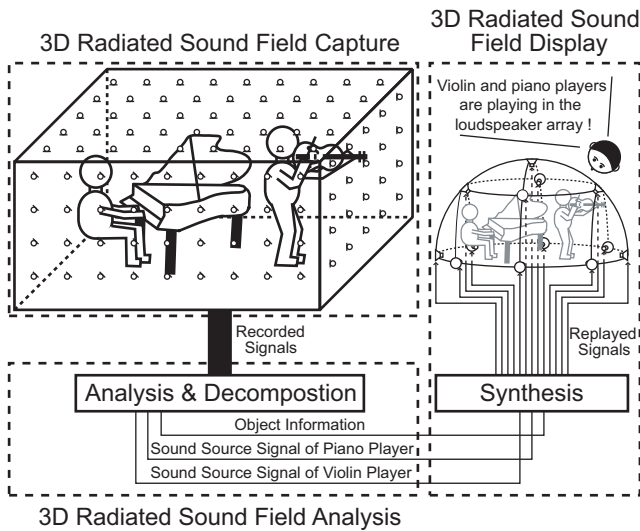 3D Radiated Sound Field Capture
3D Radiated Sound
Field Display
Violin and piano players
are playing in the
loudspeaker array !
Recorded
Signals
Replayed
Signals
Analysis & Decompostion
Synthesis
Object Information
Sound Source Signal of Piano Player
Sound Source Signal of Violin Player
3D Radiated Sound Field Analysis